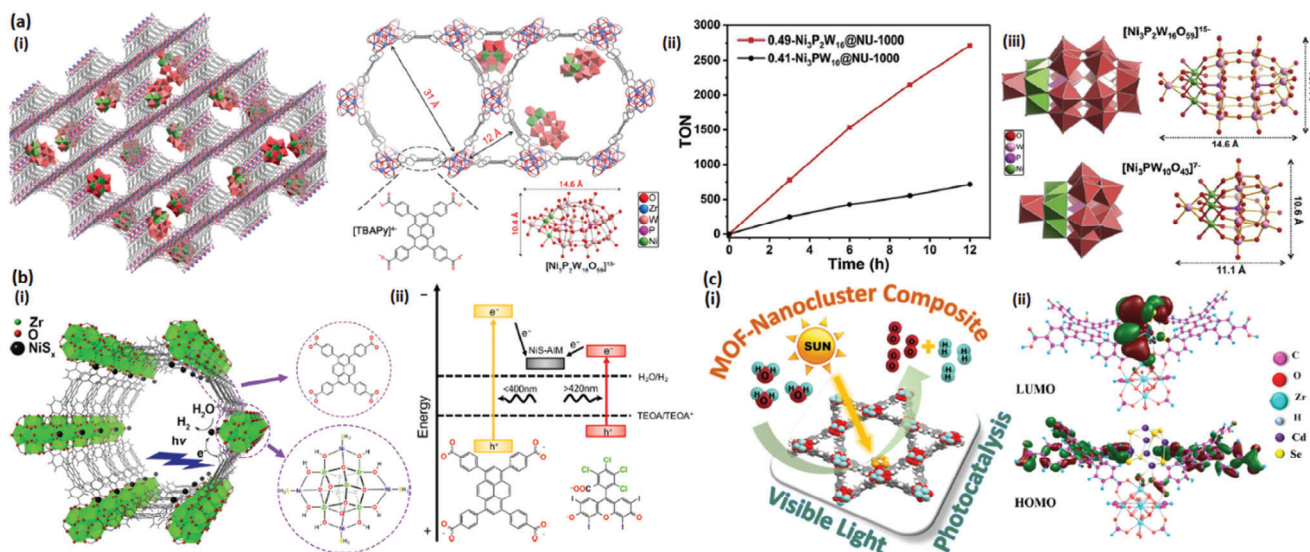 (a)
(i)
31 Å
12 Å
[TBAPy]⁴⁻
14.6 Å
10.4 Å
[Ni₃P₂W₁₆O₅₉]¹⁵⁻
O
Zr
W
P
Ni
(ii)
3000
2500
2000
1500
1000
500
0
TON
0.49-Ni₃P₂W₁₆@NU-1000
0.41-Ni₃PW₁₀@NU-1000
0 2 4 6 8 10 12
Time (h)
(iii)
[Ni₃P₂W₁₆O₅₉]¹⁵⁻
O
W
P
Ni
14.6 Å
[Ni₃PW₁₀O₄₃]⁷⁻
10.6 Å
11.1 Å
(b)
(i)
Zr
O
NiSₓ
H₂O
H₂
hν
e⁻
(ii)
−
Energy
+
e⁻
e⁻
NiS-AIM
e⁻
e⁻
H₂O/H₂
<400nm
>420nm
TEOA/TEOA⁺
h⁺
h⁺
(c)
(i)
MOF-Nanocluster Composite
SUN
Visible Light
Photocatalysis
(ii)
LUMO
HOMO
C
O
Zr
H
Cd
Se